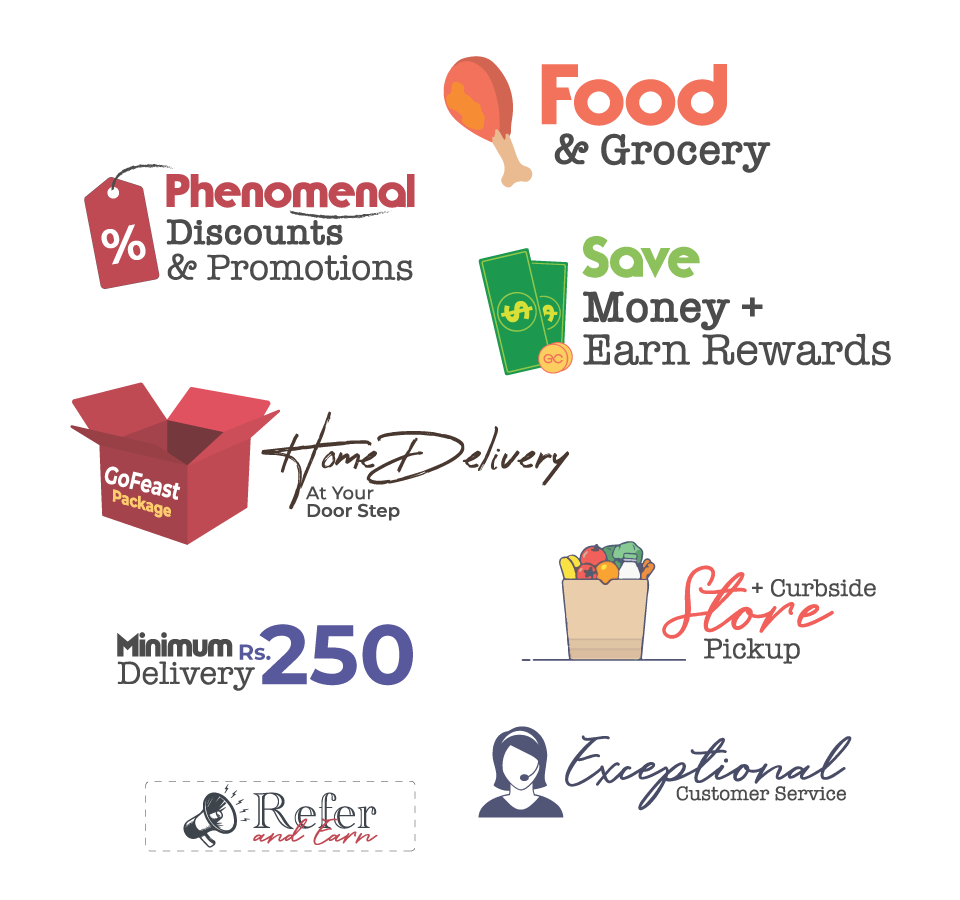 Food
& Grocery
Phenomenal
Discounts
& Promotions
%
Save
Money +
Earn Rewards
$ $
GC
GoFeast
Package
Home Delivery
At Your
Door Step
+ Curbside
Store
Pickup
Minimum
Delivery
Rs. 250
Exceptional
Customer Service
Refer
and Earn